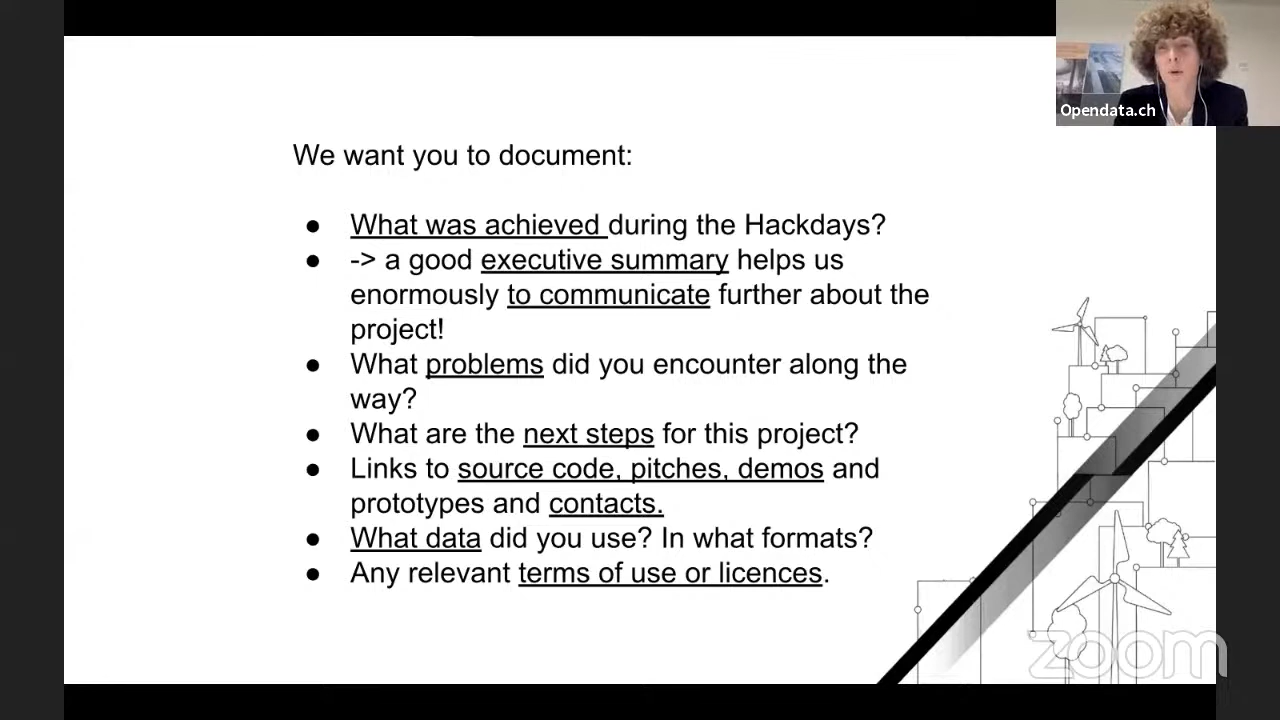 Opendata.ch
We want you to document:
● What was achieved during the Hackdays?
● -> a good executive summary helps us
enormously to communicate further about the
project!
● What problems did you encounter along the
way?
● What are the next steps for this project?
● Links to source code, pitches, demos and
prototypes and contacts.
● What data did you use? In what formats?
● Any relevant terms of use or licences.
zoom